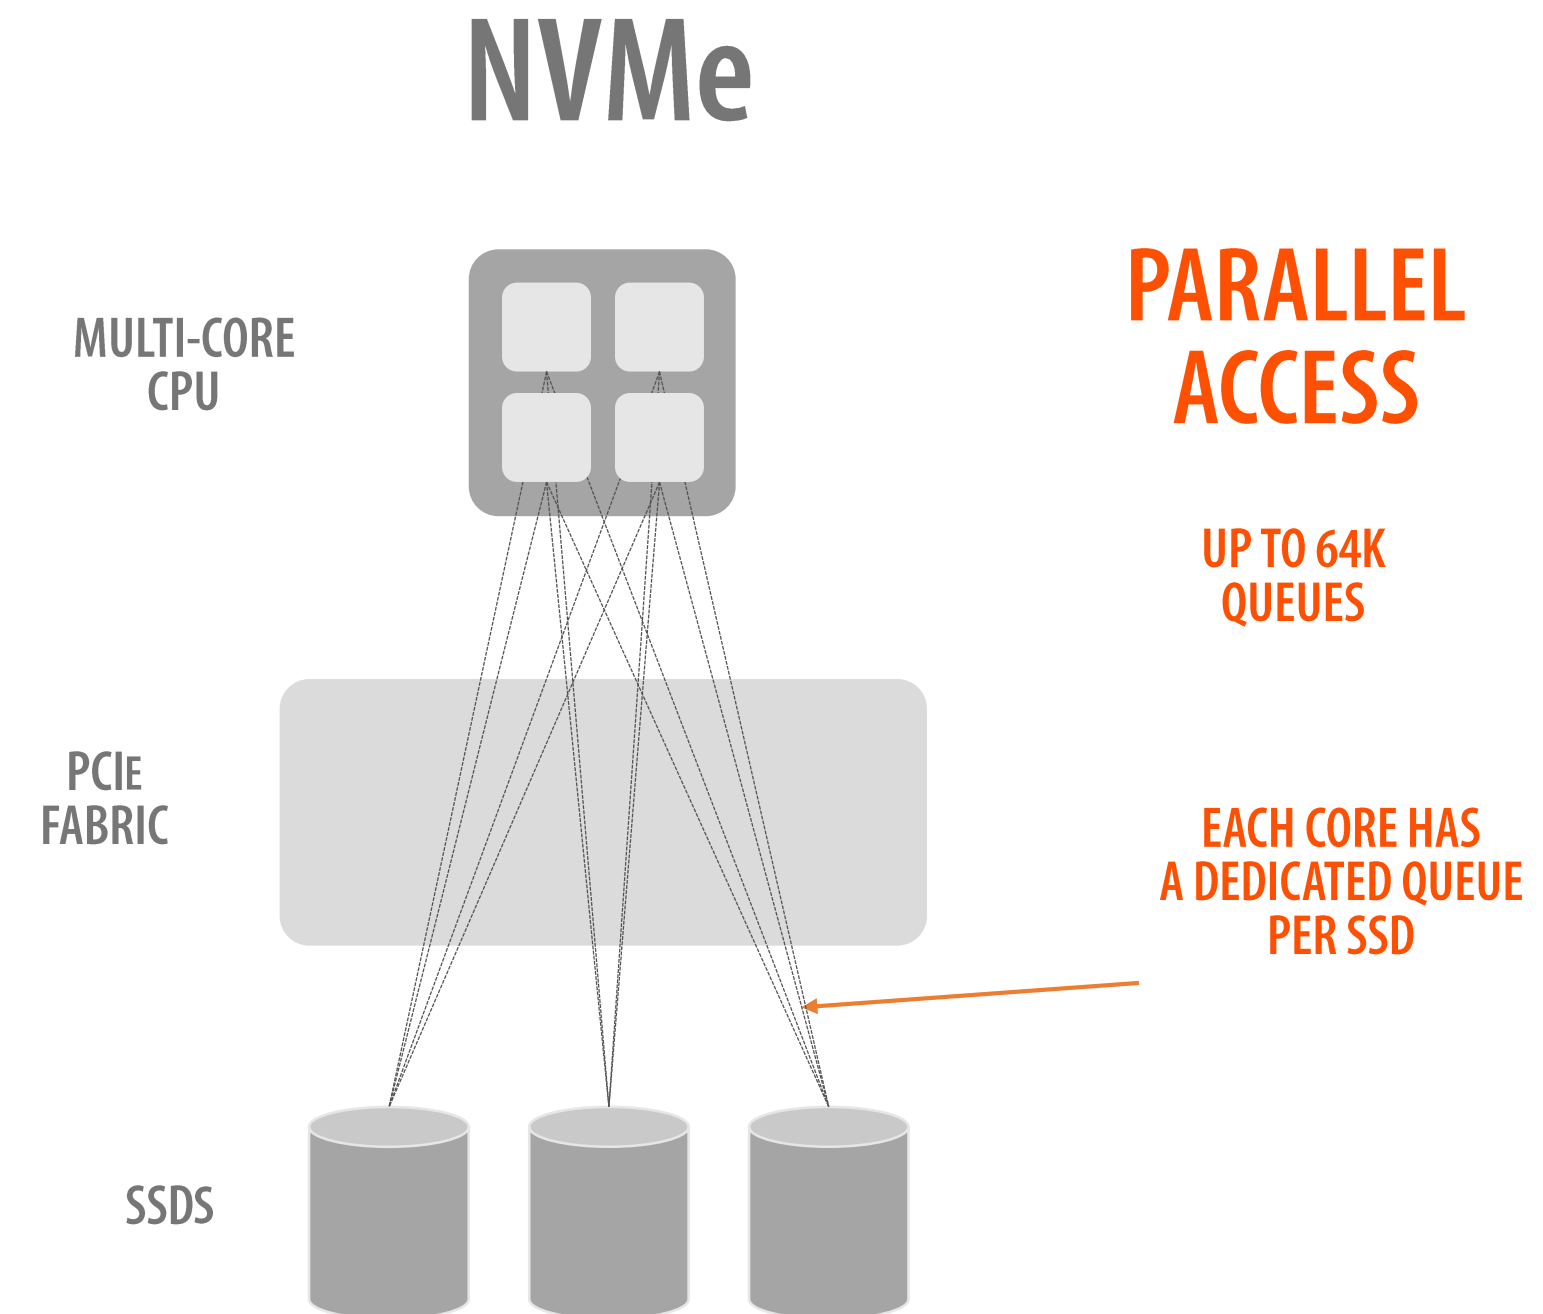 NVMe
MULTI-CORE
CPU
PARALLEL
ACCESS
UP TO 64K
QUEUES
PCIE
FABRIC
EACH CORE HAS
A DEDICATED QUEUE
PER SSD
SSDS